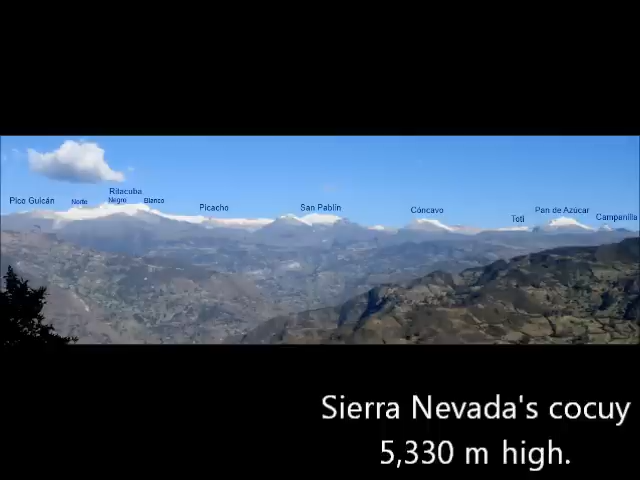 Ritacuba
Pico Guicán Norte Negro Blanco Picacho San Pablín Cóncavo Toti Pan de Azúcar Campanilla
Sierra Nevada's cocuy
5,330 m high.